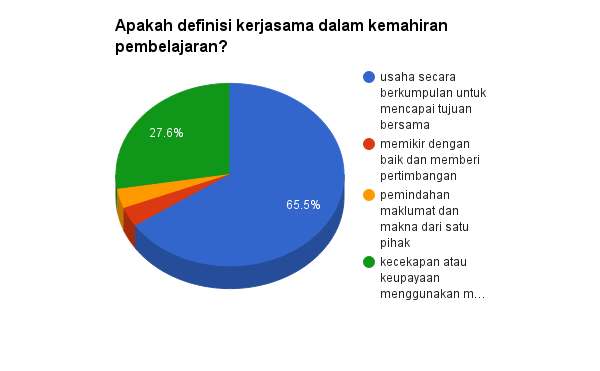 Apakah definisi kerjasama dalam kemahiran
pembelajaran?
27.6%
65.5%
usaha secara
berkumpulan untuk
mencapai tujuan
bersama
memikir dengan
baik dan memberi
pertimbangan
pemindahan
maklumat dan
makna dari satu
pihak
kecekapan atau
keupayaan
menggunakan m…